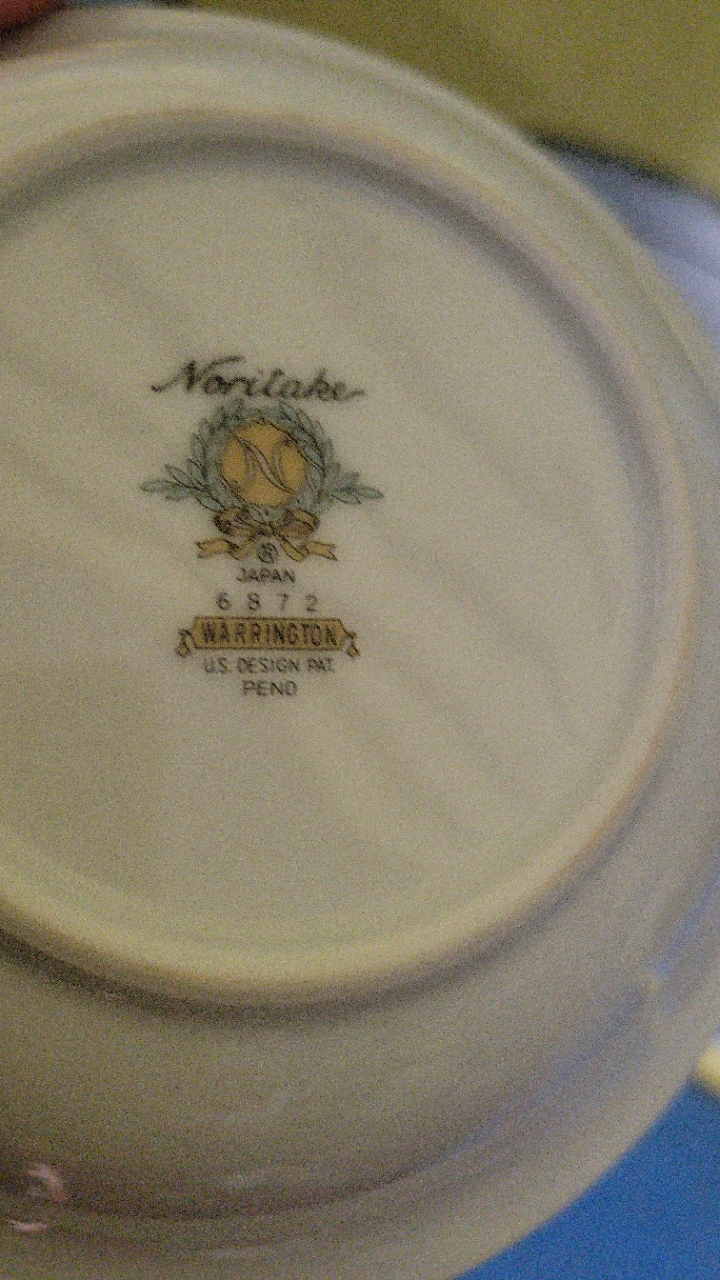 Noritake
N
®
JAPAN
6872
WARRINGTON
U.S. DESIGN PAT.
PEND